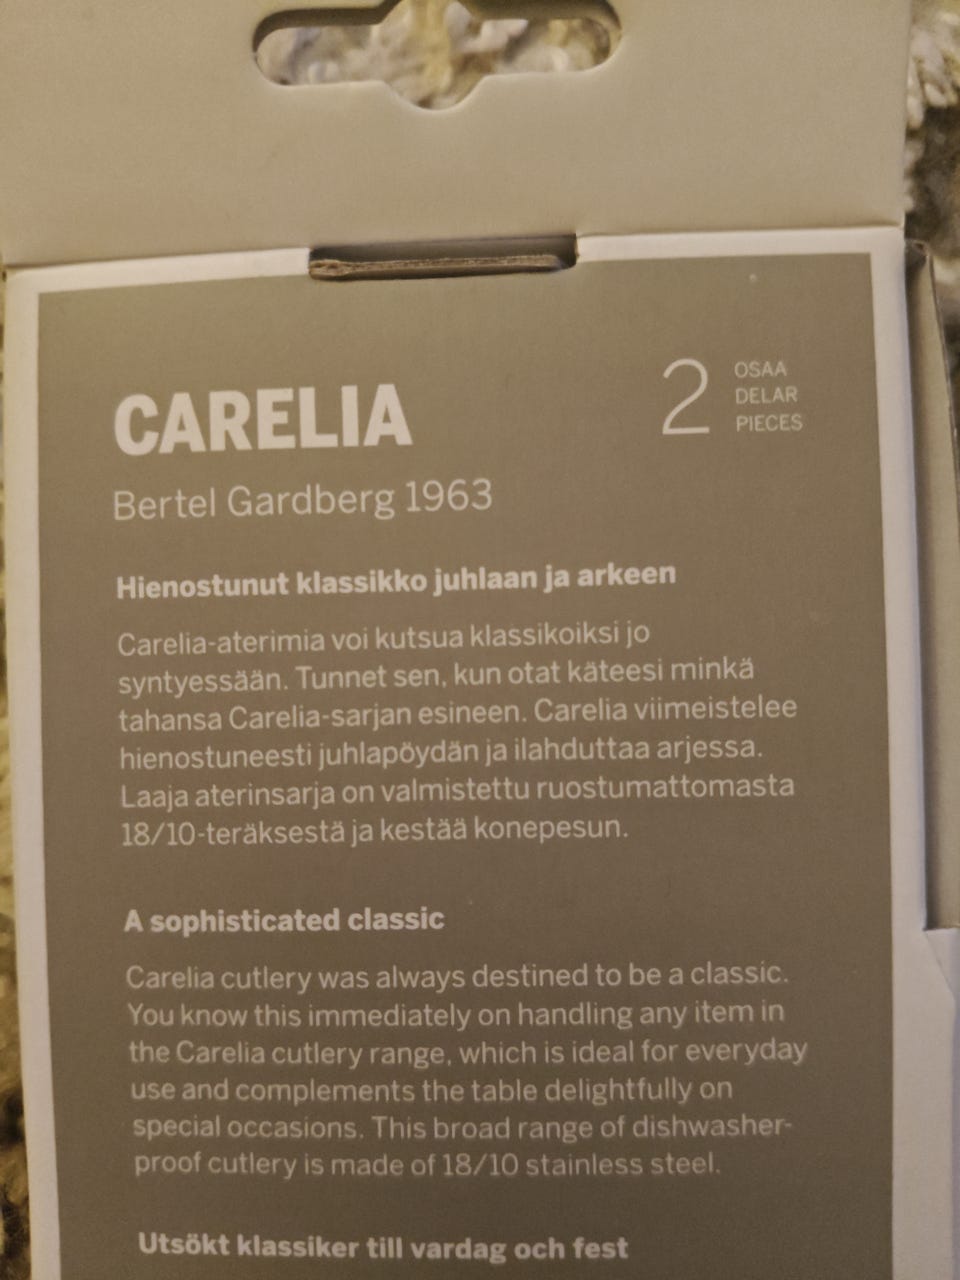 CARELIA
2 OSAA
DELAR
PIECES
Bertel Gardberg 1963
Hienostunut klassikko juhlaan ja arkeen
Carelia-aterimia voi kutsua klassikoiksi jo
syntyessään. Tunnet sen, kun otat käteesi minkä
tahansa Carelia-sarjan esineen. Carelia viimeistelee
hienostuneesti juhlapöydän ja ilahduttaa arjessa.
Laaja aterinsarja on valmistettu ruostumattomasta
18/10-teräksestä ja kestää konepesun.
A sophisticated classic
Carelia cutlery was always destined to be a classic.
You know this immediately on handling any item in
the Carelia cutlery range, which is ideal for everyday
use and complements the table delightfully on
special occasions. This broad range of dishwasher-
proof cutlery is made of 18/10 stainless steel.
Utsökt klassiker till vardag och fest